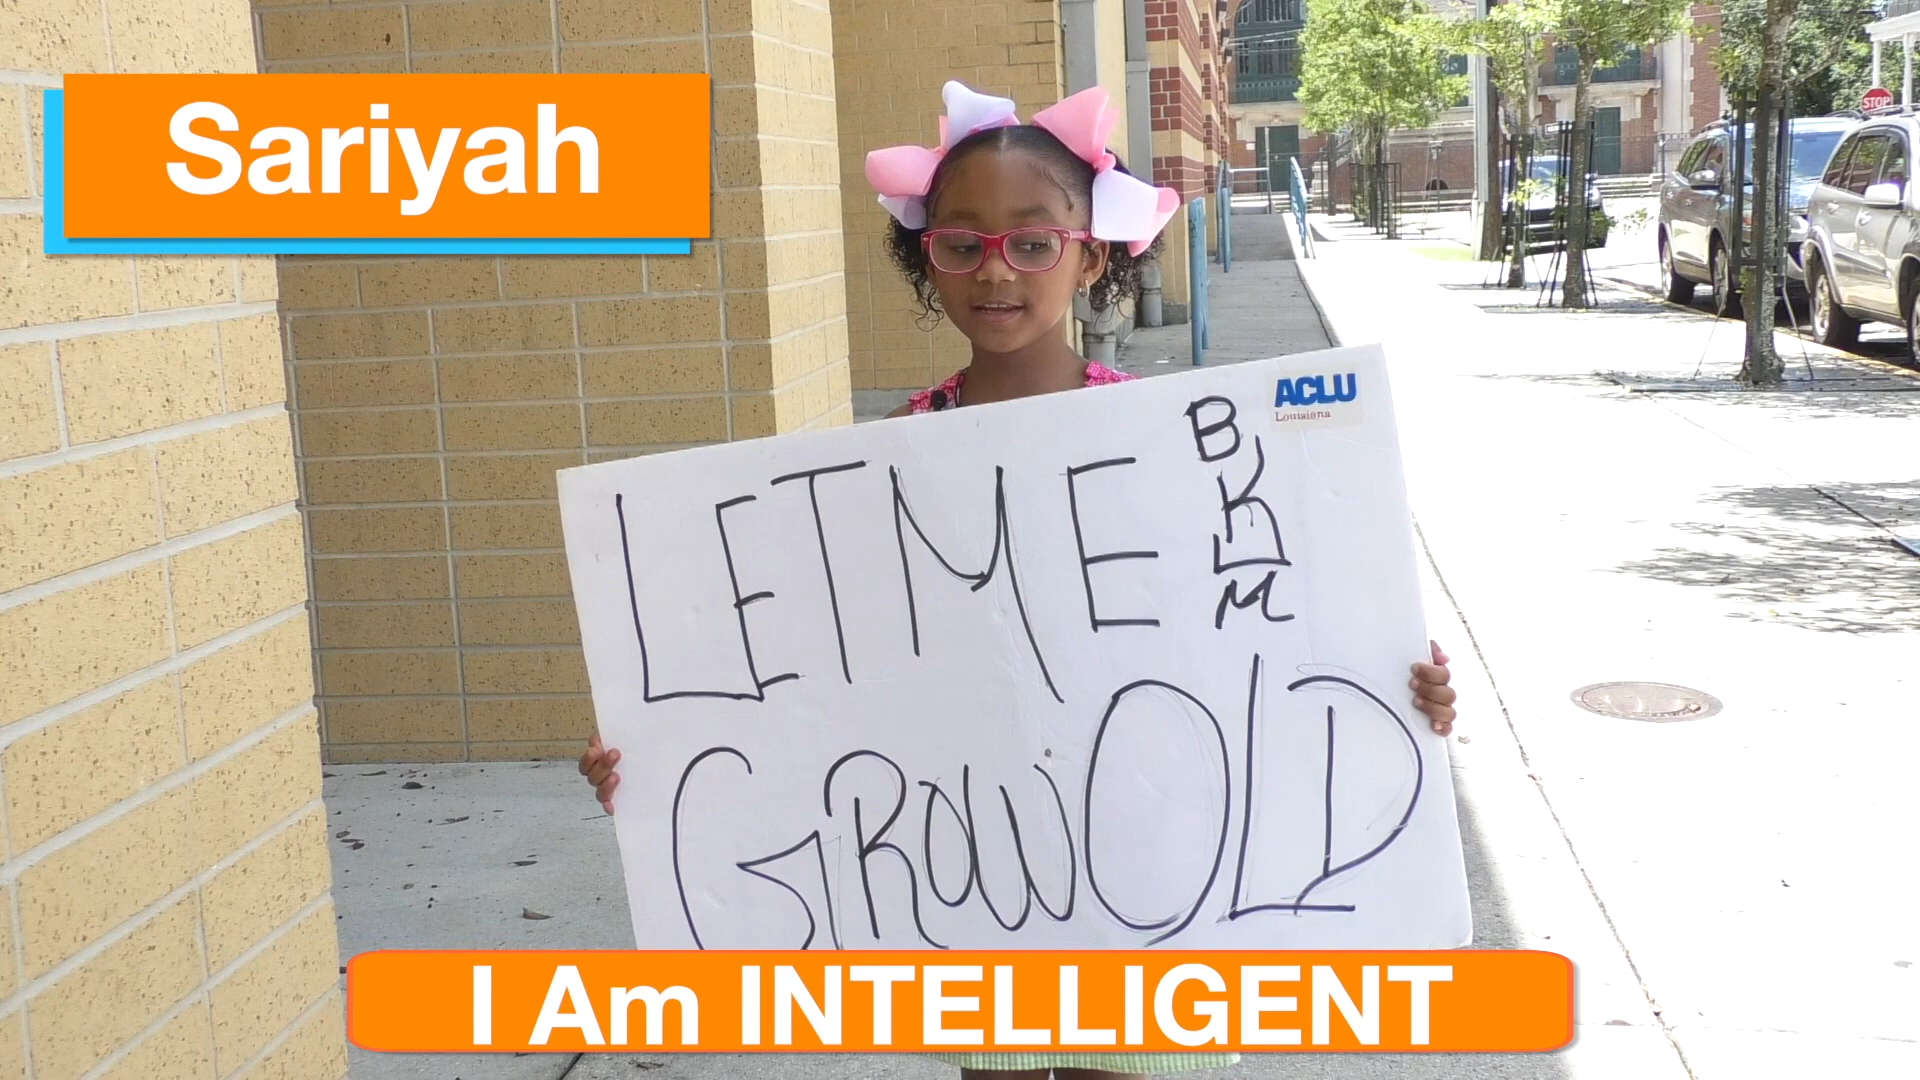 Sariyah
STOP
ACLU
Louisiana
LET ME
B
L
K
L
M
GROW OLD
I Am INTELLIGENT